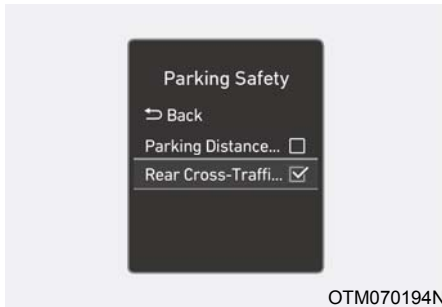 Parking Safety
Back
Parking Distance...
Rear Cross-Traffi...
OTM070194N